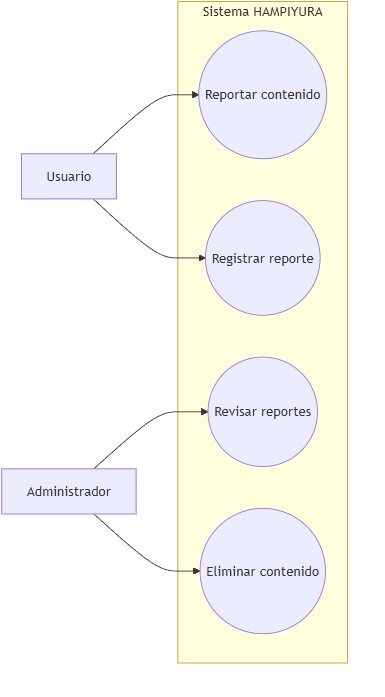 Sistema HAMPIYURA
Reportar contenido
Usuario
Registrar reporte
Revisar reportes
Administrador
Eliminar contenido